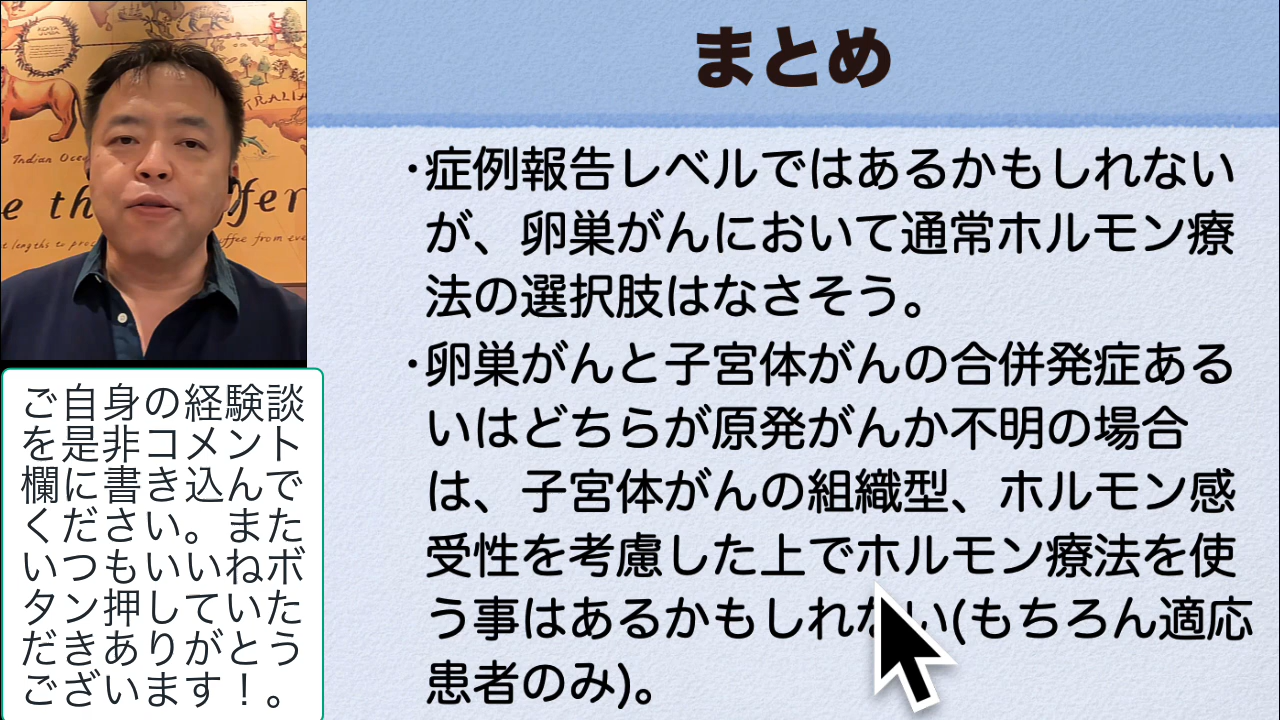 まとめ
・症例報告レベルではあるかもしれない
が、卵巣がんにおいて通常ホルモン療
法の選択肢はなさそう。
・卵巣がんと子宮体がんの合併発症ある
いはどちらが原発がんか不明の場合
は、子宮体がんの組織型、ホルモン感
受性を考慮した上でホルモン療法を使
う事はあるかもしれない(もちろん適応
患者のみ)。
TRALIA
Indian Oce
e th
ffer
ffee from eve
ご自身の経験談
を是非コメント
欄に書き込んで
ください。また
いつもいいねボ
タン押していた
だきありがとう
ございます！。